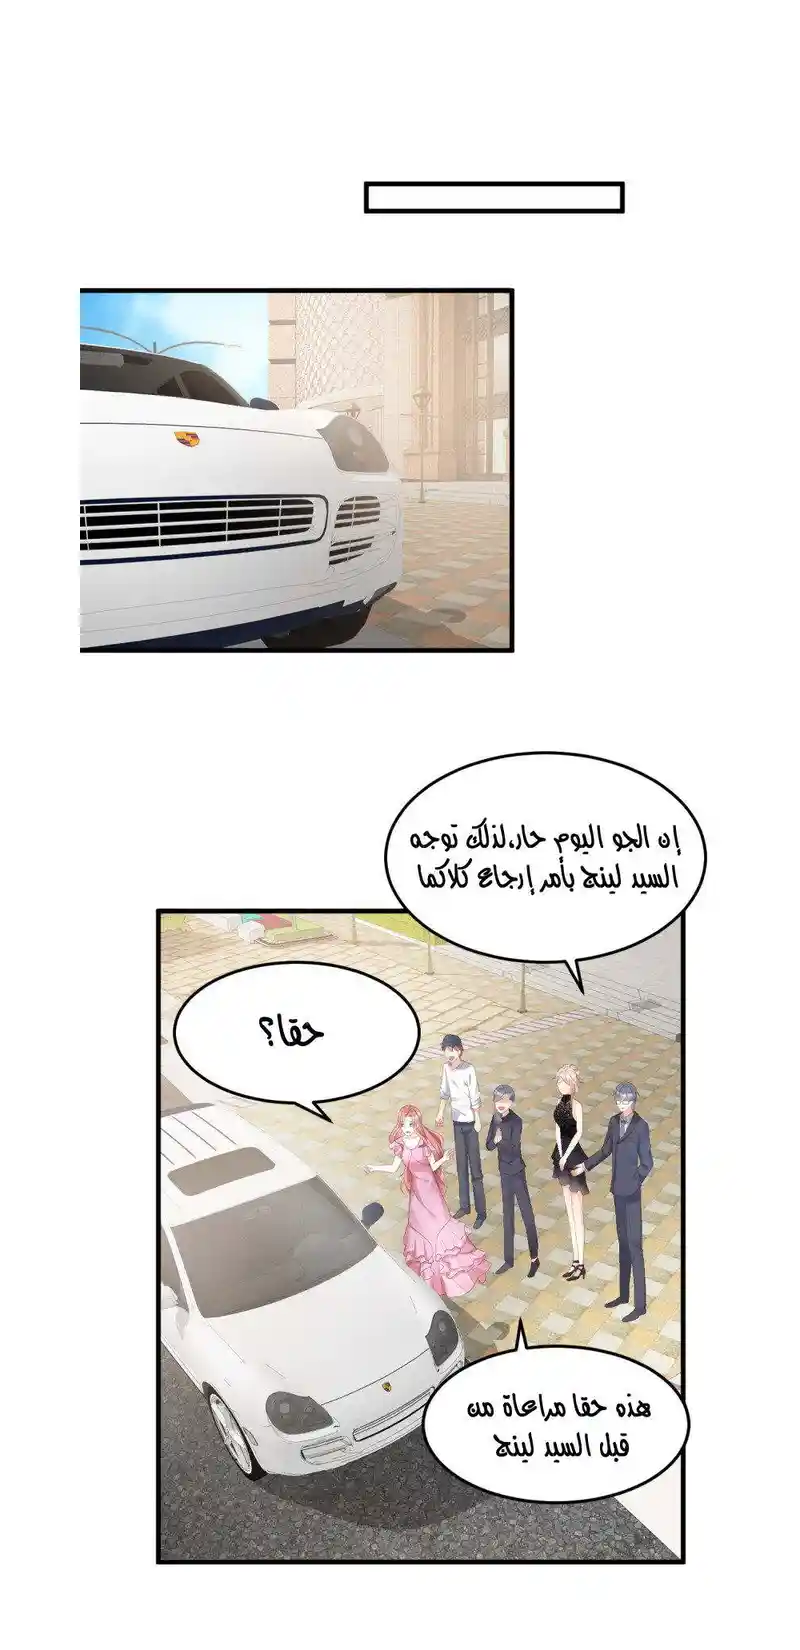 إن الجو اليوم حار،لذلك توجه
السيد لينج بأمر إرجاع كلاكما
حقا؟
هذه حقا مراعاة من
قبل السيد لينج